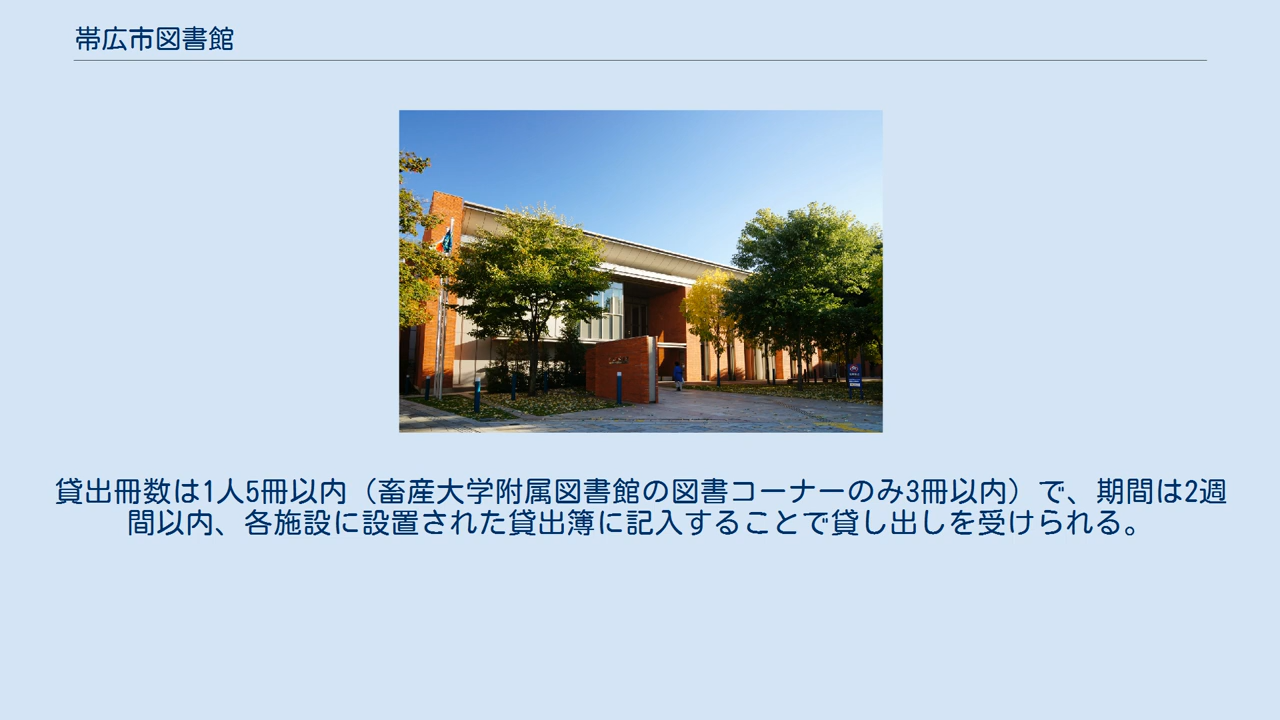 帯広市図書館
貸出冊数は1人5冊以内（畜産大学附属図書館の図書コーナーのみ3冊以内）で、期間は2週
間以内、各施設に設置された貸出簿に記入することで貸し出しを受けられる。